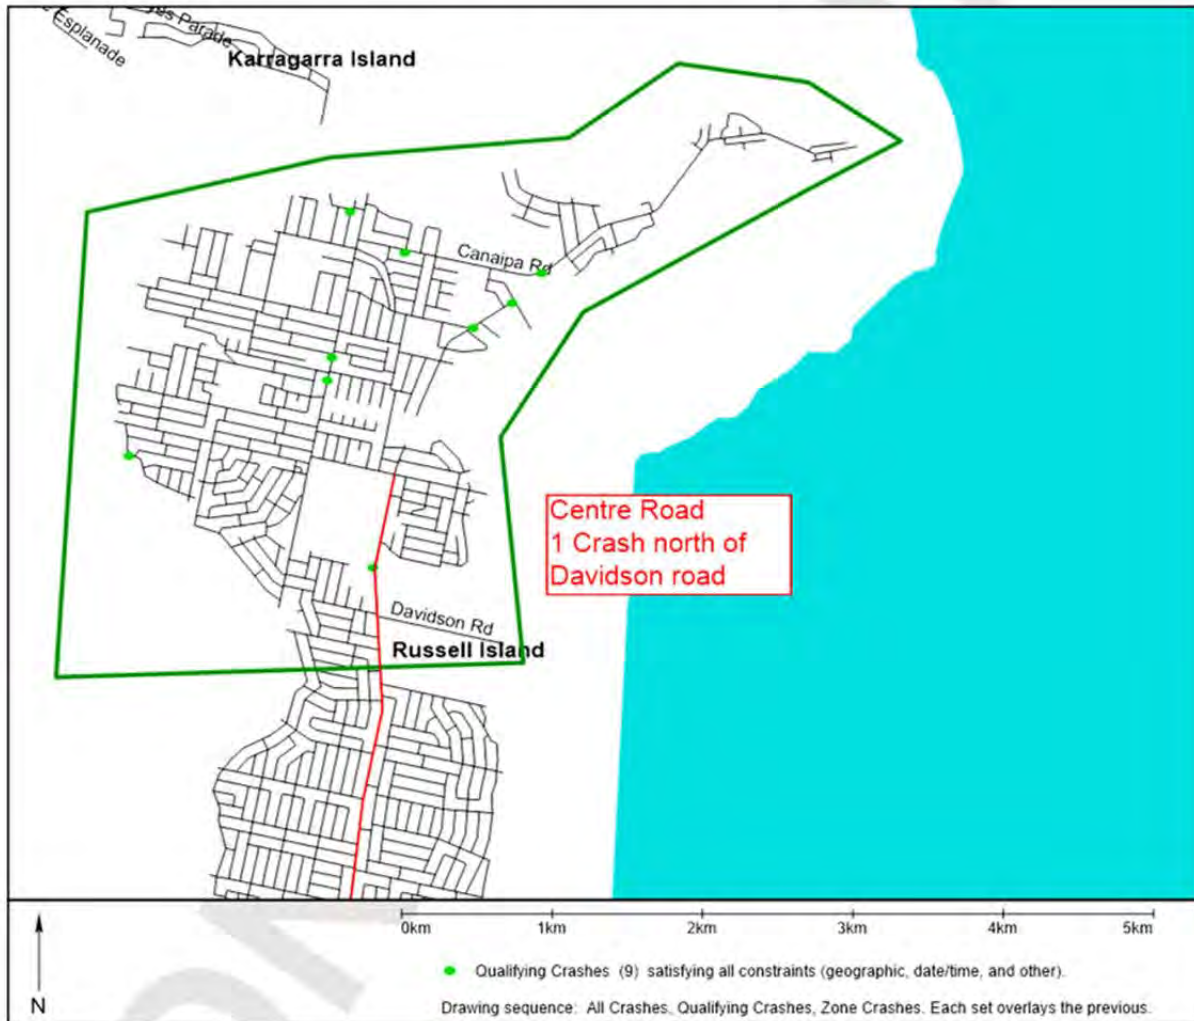 Parade
Esplanade
Karragarra Island
Canaipa Rd
Centre Road
1 Crash north of
Davidson road
Davidson Rd
Russell Island
0km 1km 2km 3km 4km 5km
Qualifying Crashes (9) satisfying all constraints (geographic, date/time, and other).
N
Drawing sequence: All Crashes, Qualifying Crashes, Zone Crashes. Each set overlays the previous.